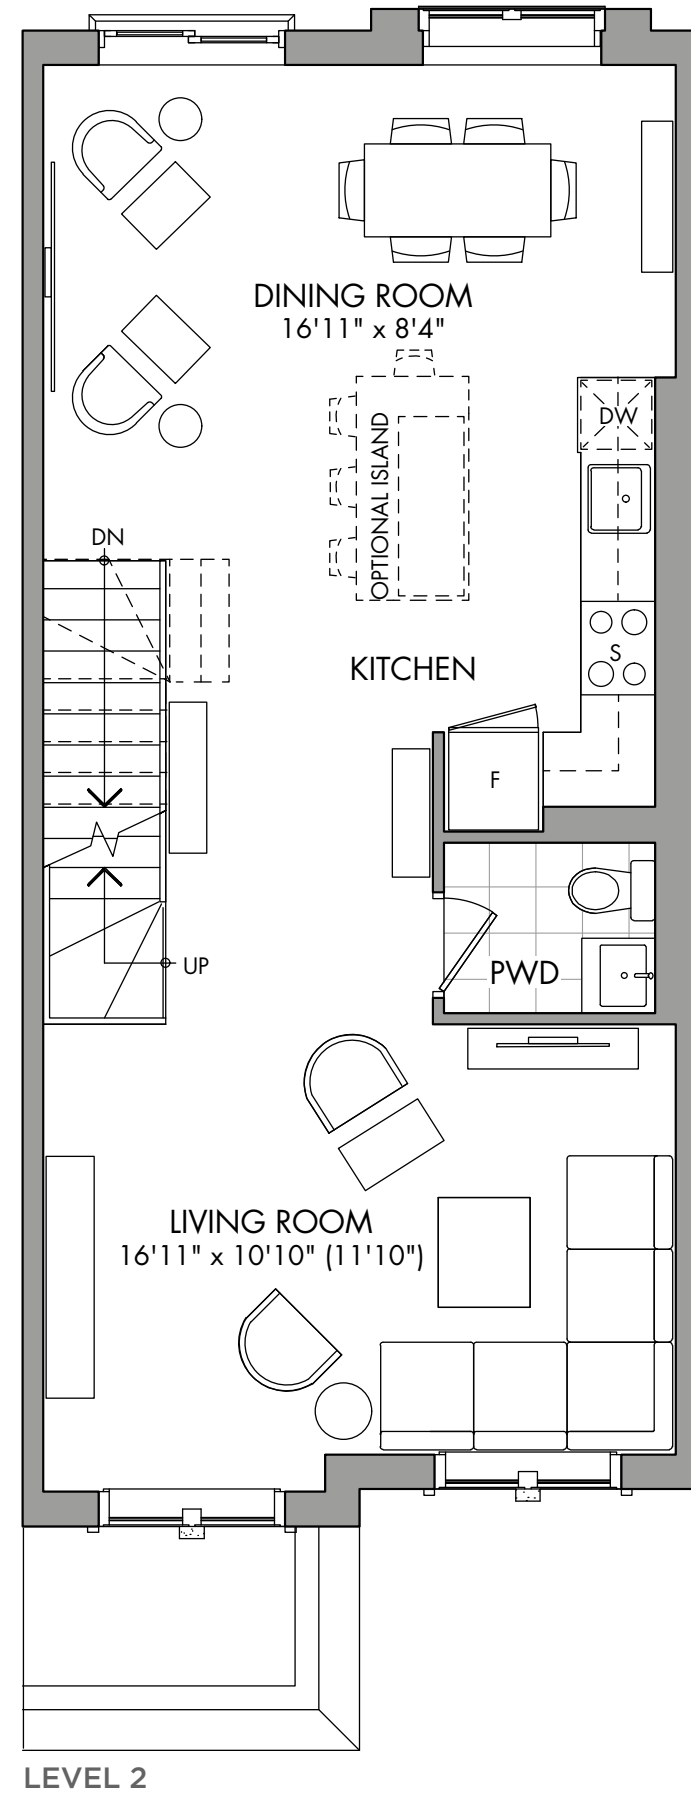 DINING ROOM
16'11" x 8'4"
DW
OPTIONAL ISLAND
DN
S
KITCHEN
F
UP
PWD
LIVING ROOM
16'11" x 10'10" (11'10")
LEVEL 2